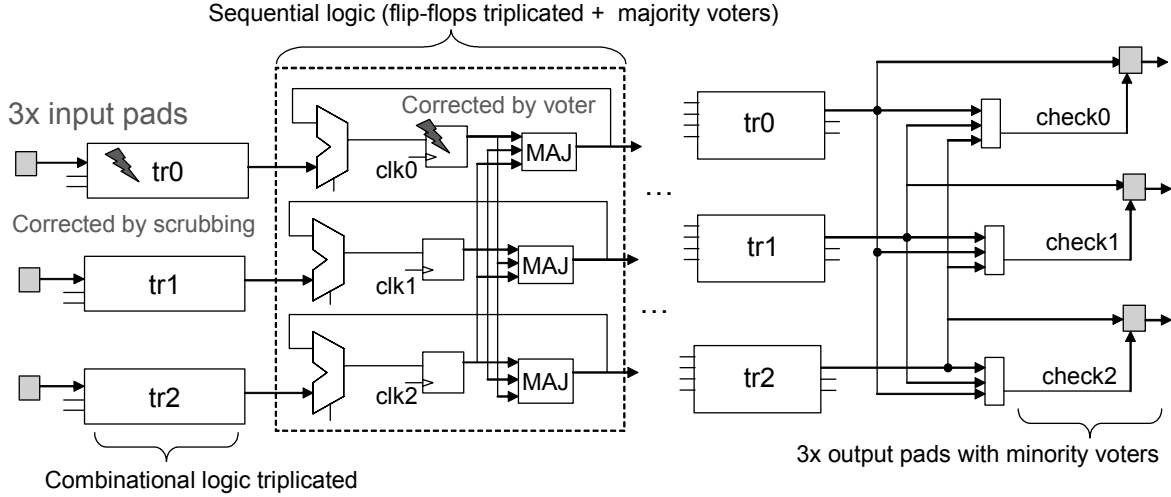 Sequential logic (flip-flops triplicated + majority voters)
3x input pads
Corrected by voter
tr0
clk0
MAJ
...
tr0
check0
Corrected by scrubbing
tr1
clk1
MAJ
...
tr1
check1
tr2
clk2
MAJ
tr2
check2
Combinational logic triplicated
3x output pads with minority voters